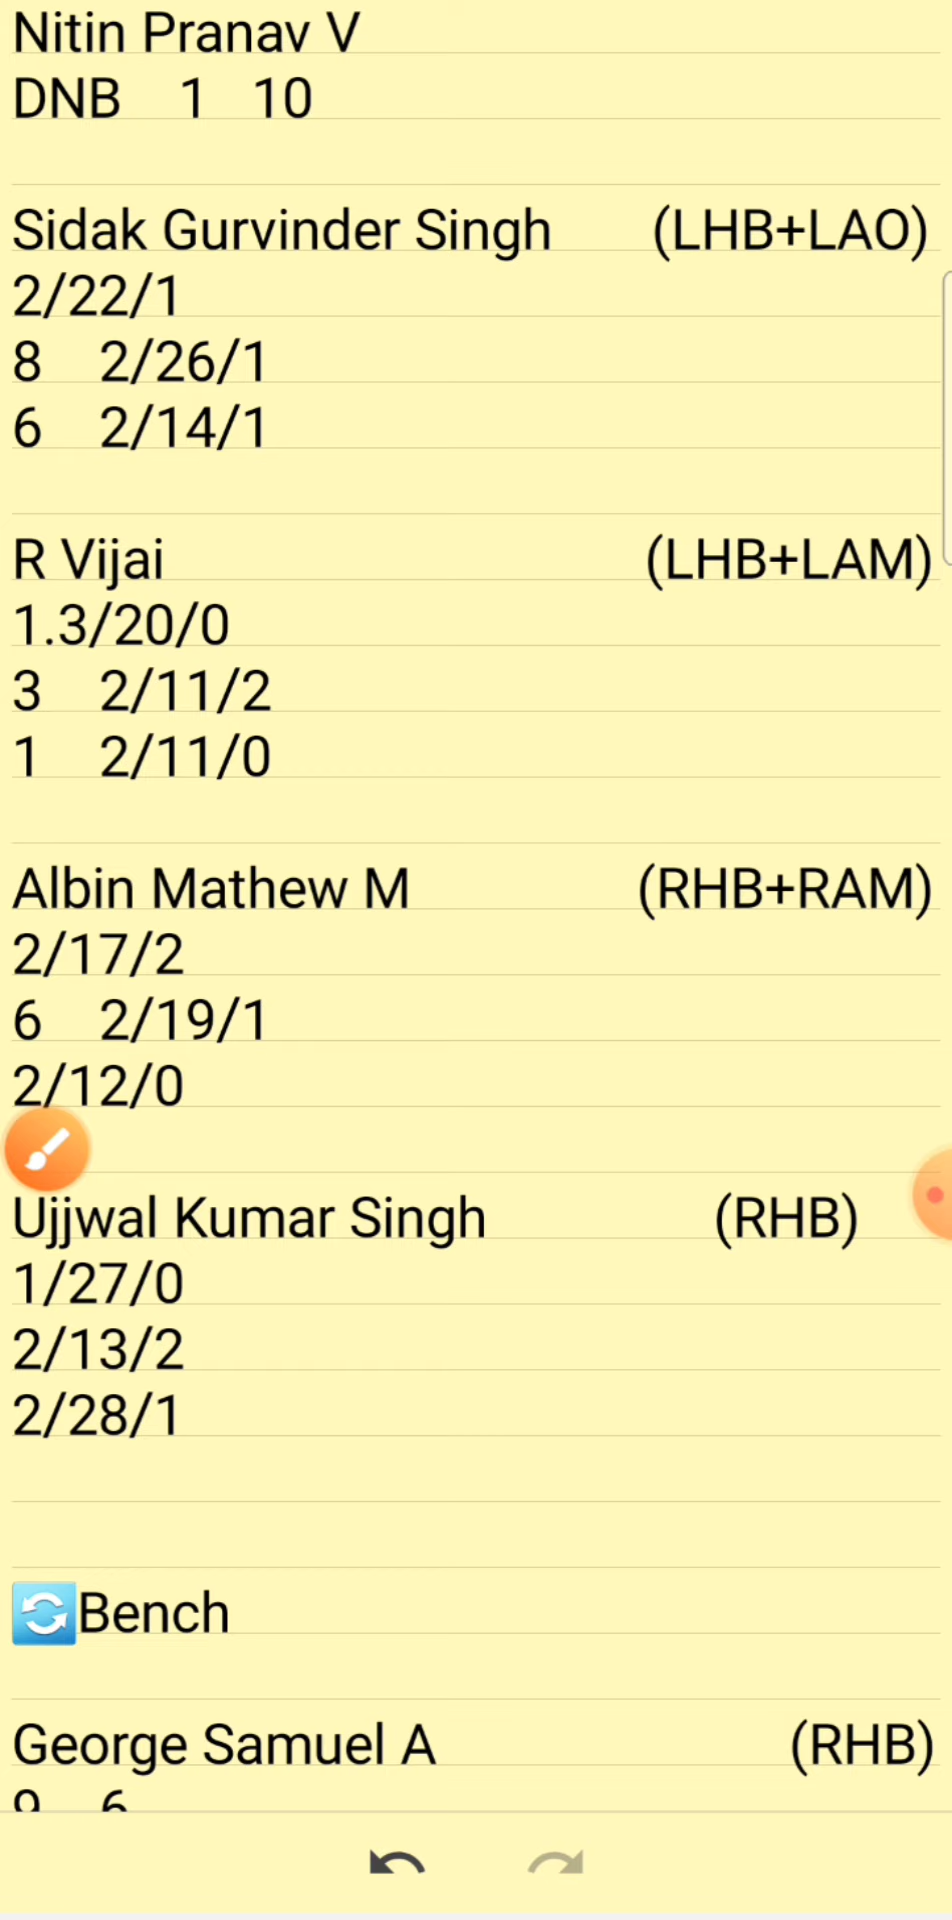 Nitin Pranav V
DNB 1 10
Sidak Gurvinder Singh (LHB+LAO)
2/22/1
8 2/26/1
6 2/14/1
R Vijai (LHB+LAM)
1.3/20/0
3 2/11/2
1 2/11/0
Albin Mathew M (RHB+RAM)
2/17/2
6 2/19/1
2/12/0
Ujjwal Kumar Singh (RHB)
1/27/0
2/13/2
2/28/1
🔄Bench
George Samuel A (RHB)